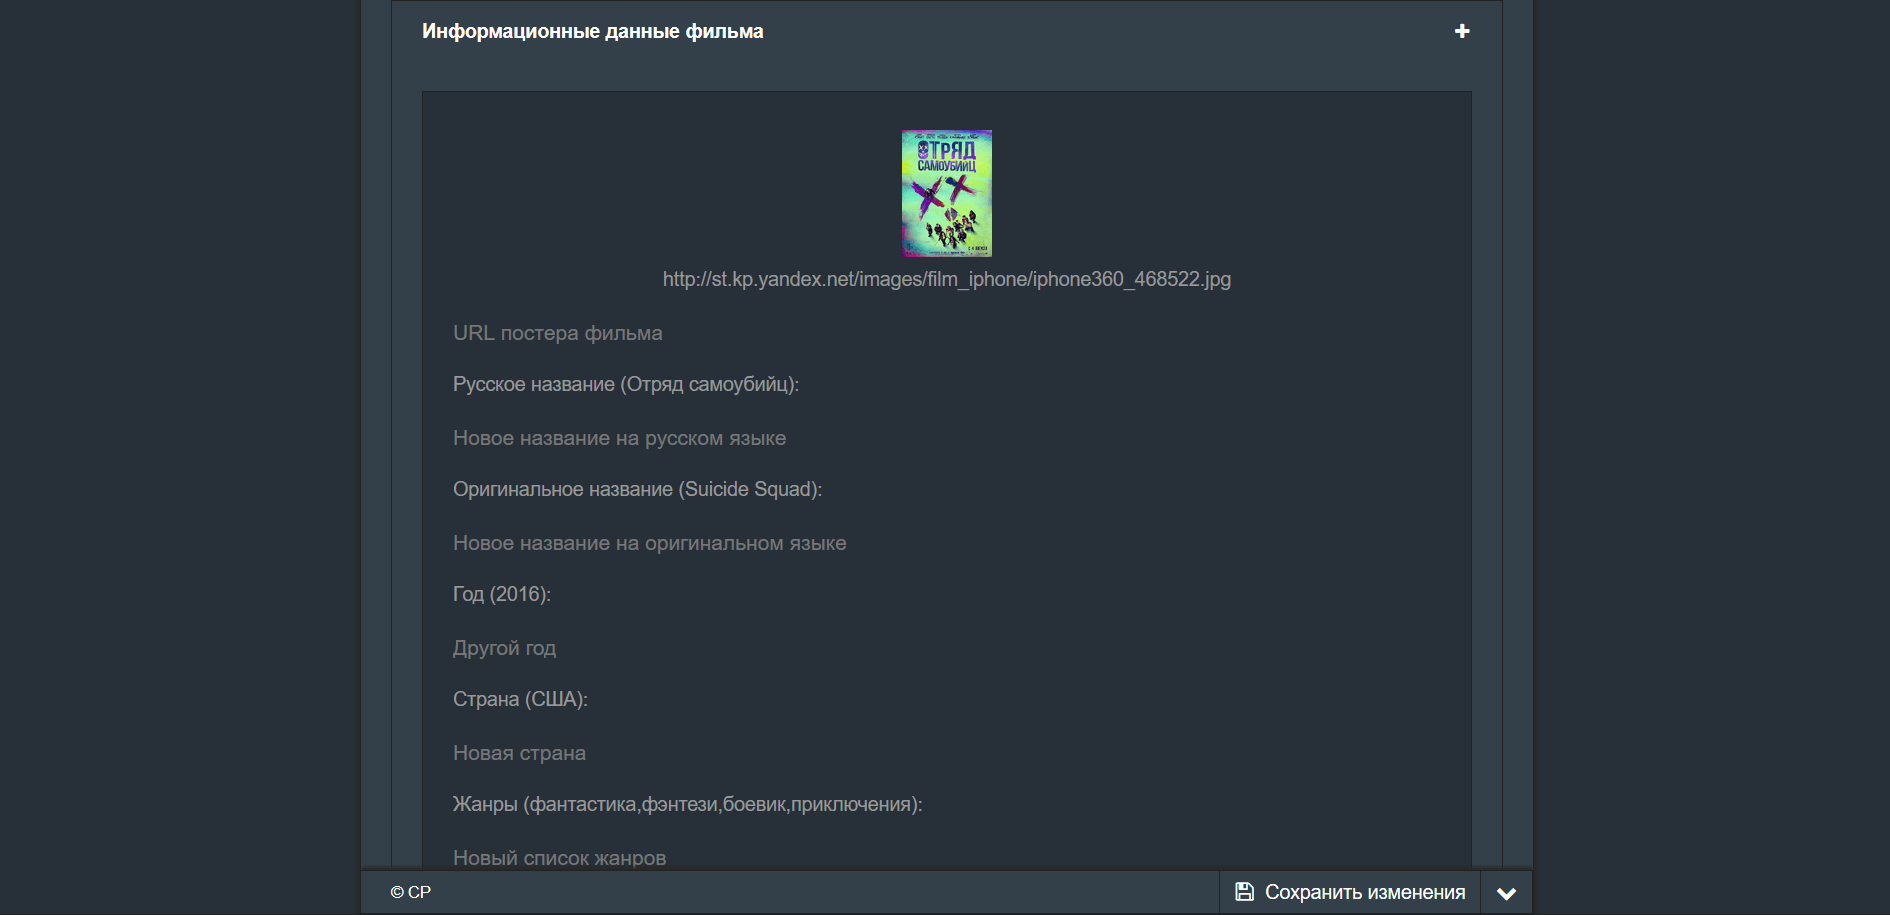 Информационные данные фильма
ОТРЯД
САМОУБИЙЦ
http://st.kp.yandex.net/images/film_iphone/iphone360_468522.jpg
URL постера фильма
Русское название (Отряд самоубийц):
Новое название на русском языке
Оригинальное название (Suicide Squad):
Новое название на оригинальном языке
Год (2016):
Другой год
Страна (США):
Новая страна
Жанры (фантастика,фэнтези,боевик,приключения):
Новый список жанров
© CP
Сохранить изменения